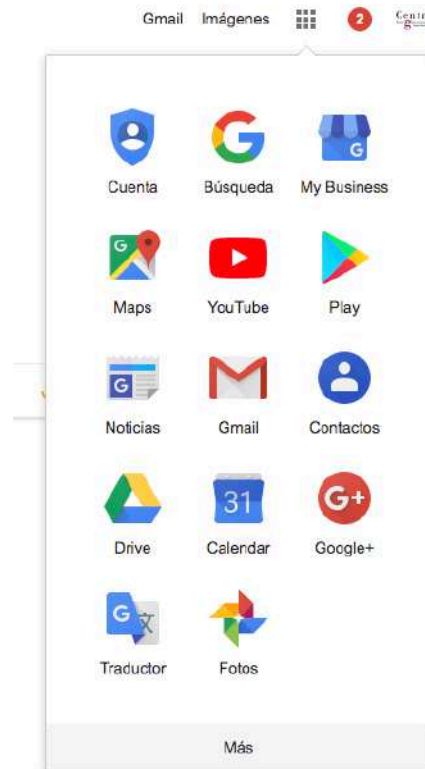 Gmail Imágenes 2
Cuenta Búsqueda My Business
Maps YouTube Play
Noticias Gmail Contactos
31
Drive Calendar Google+
Traductor Fotos
Más